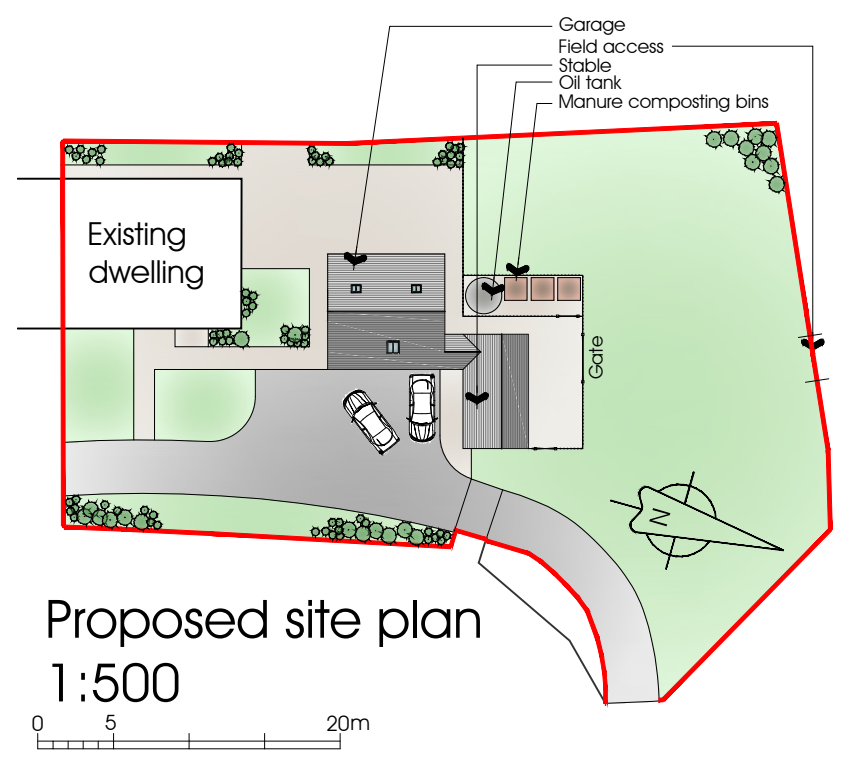 Garage
Field access
Stable
Oil tank
Manure composting bins
Existing
dwelling
Gate
N
Proposed site plan
1:500
0 5 20m